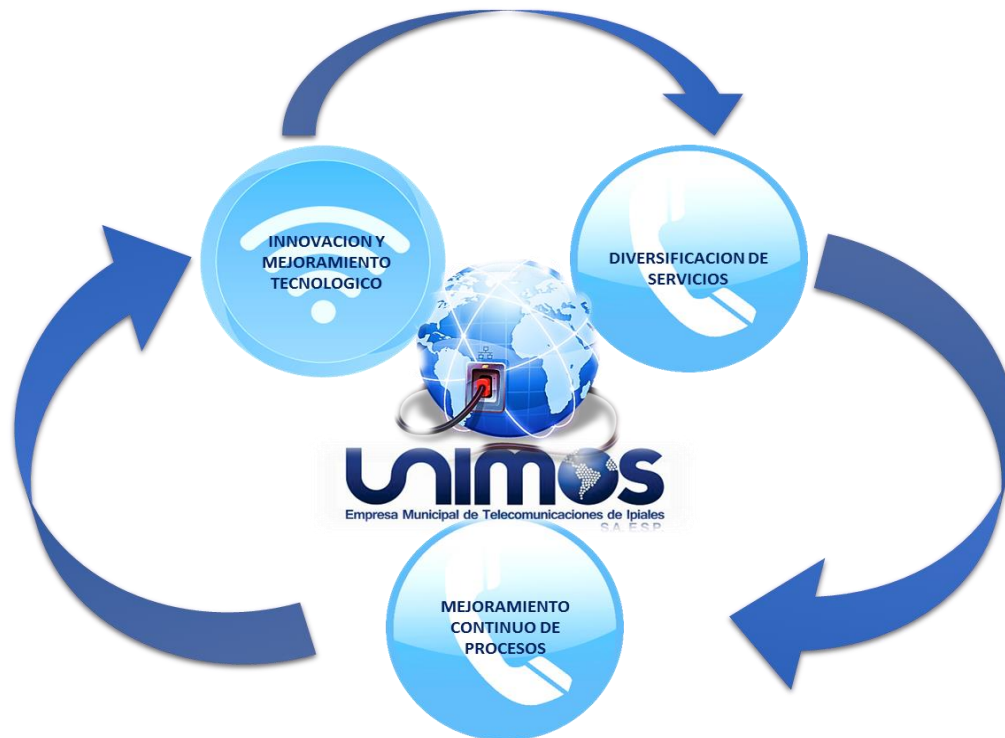 INNOVACION Y
MEJORAMIENTO
TECNOLOGICO
DIVERSIFICACION DE
SERVICIOS
UNIMOS
Empresa Municipal de Telecomunicaciones de Ipiales
SA ESP
MEJORAMIENTO
CONTINUO DE
PROCESOS